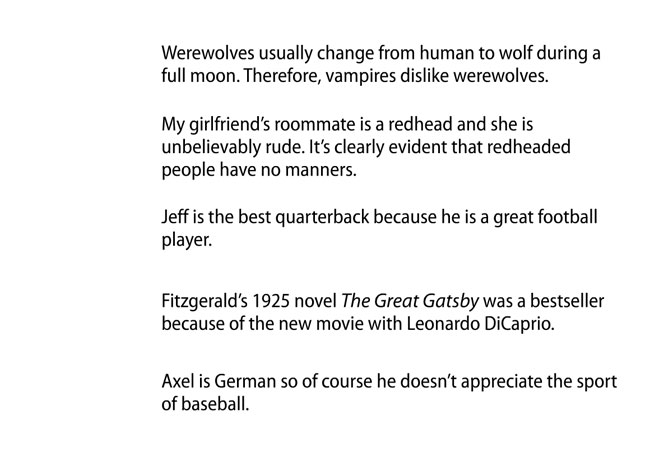 Werewolves usually change from human to wolf during a
full moon. Therefore, vampires dislike werewolves.
My girlfriend’s roommate is a redhead and she is
unbelievably rude. It’s clearly evident that redheaded
people have no manners.
Jeff is the best quarterback because he is a great football
player.
Fitzgerald’s 1925 novel The Great Gatsby was a bestseller
because of the new movie with Leonardo DiCaprio.
Axel is German so of course he doesn’t appreciate the sport
of baseball.